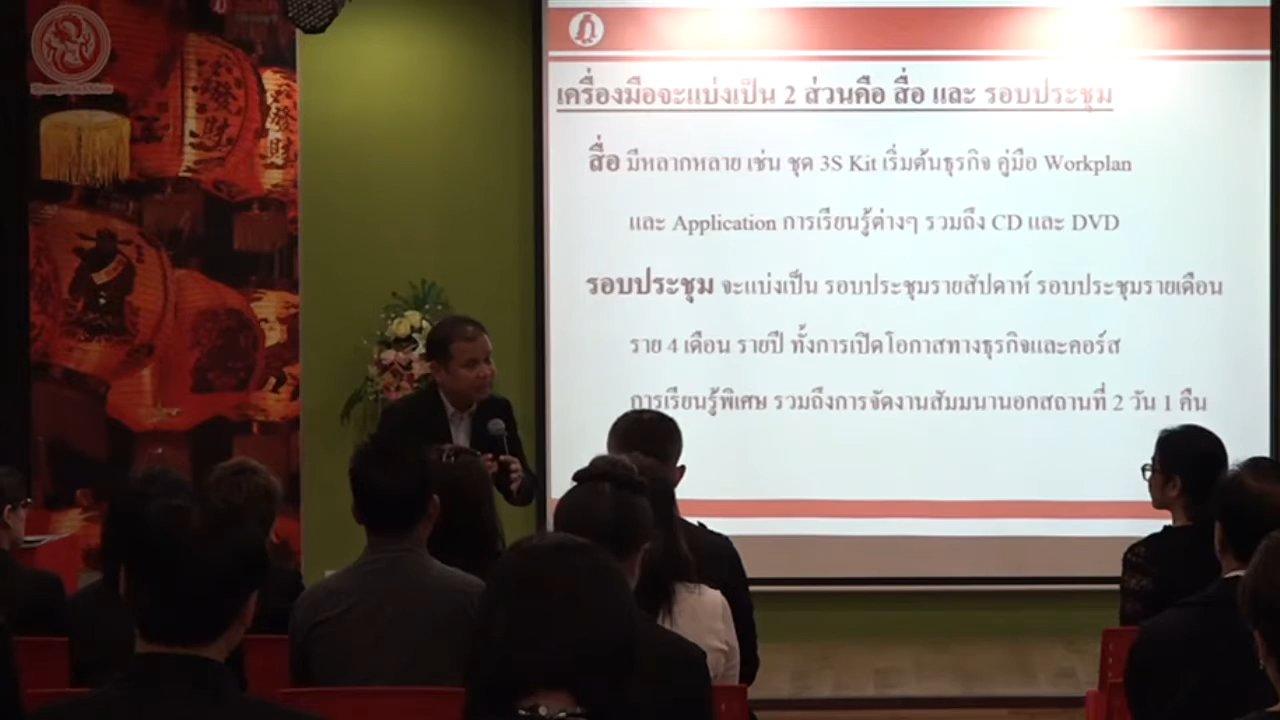 เครื่องมือจะแบ่งเป็น 2 ส่วนคือ สื่อ และ รอบประชุม
สื่อ มีหลากหลาย เช่น ชุด 3S Kit เริ่มต้นธุรกิจ คู่มือ Workplan
และ Application การเรียนรู้ต่างๆ รวมถึง CD และ DVD
รอบประชุม จะแบ่งเป็น รอบประชุมรายสัปดาห์ รอบประชุมรายเดือน
ราย 4 เดือน รายปี ทั้งการเปิดโอกาสทางธุรกิจและคอร์ส
การเรียนรู้พิเศษ รวมถึงการจัดงานสัมมนานอกสถานที่ 2 วัน 1 คืน
發財
發財